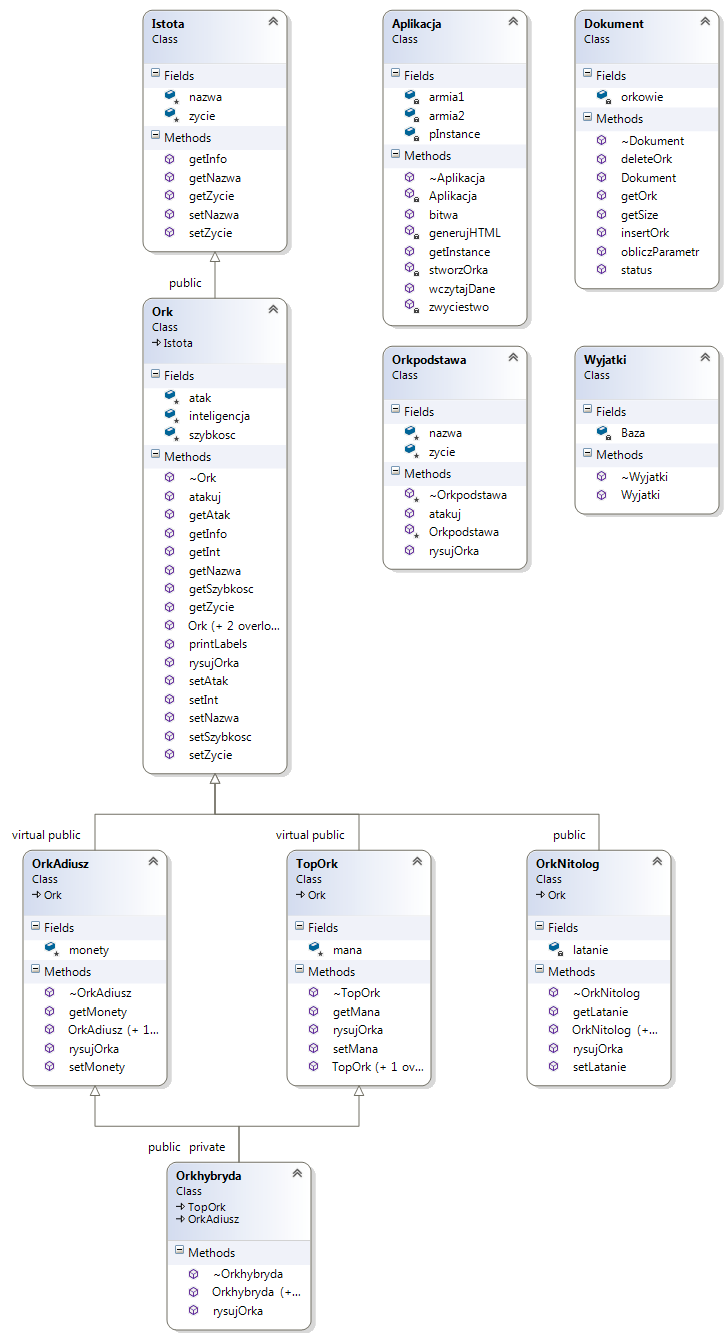 Istota
Class
Fields
nazwa
zycie
Methods
getInfo
getNazwa
getZycie
setNazwa
setZycie
Aplikacja
Class
Fields
armia1
armia2
pInstance
Methods
~Aplikacja
Aplikacja
bitwa
generujHTML
getInstance
stworzOrka
wczytajDane
zwyciestwo
Dokument
Class
Fields
orkowie
Methods
~Dokument
deleteOrk
Dokument
getOrk
getSize
insertOrk
obliczParametr
status
public
Ork
Class
Istota
Fields
atak
inteligencja
szybkosc
Methods
~Ork
atakuj
getAtak
getInfo
getInt
getNazwa
getSzybkosc
getZycie
Ork (+ 2 overlo...
printLabels
rysujOrka
setAtak
setInt
setNazwa
setSzybkosc
setZycie
Orkpodstawa
Class
Fields
nazwa
zycie
Methods
~Orkpodstawa
atakuj
Orkpodstawa
rysujOrka
Wyjatki
Class
Fields
Baza
Methods
~Wyjatki
Wyjatki
virtual public
virtual public
public
OrkAdiusz
Class
Ork
Fields
monety
Methods
~OrkAdiusz
getMonety
OrkAdiusz (+ 1...
rysujOrka
setMonety
TopOrk
Class
Ork
Fields
mana
Methods
~TopOrk
getMana
rysujOrka
setMana
TopOrk (+ 1 ov...
OrkNitolog
Class
Ork
Fields
latanie
Methods
~OrkNitolog
getLatanie
OrkNitolog (+...
rysujOrka
setLatanie
public private
Orkhybryda
Class
TopOrk
OrkAdiusz
Methods
~Orkhybryda
Orkhybryda (+...
rysujOrka